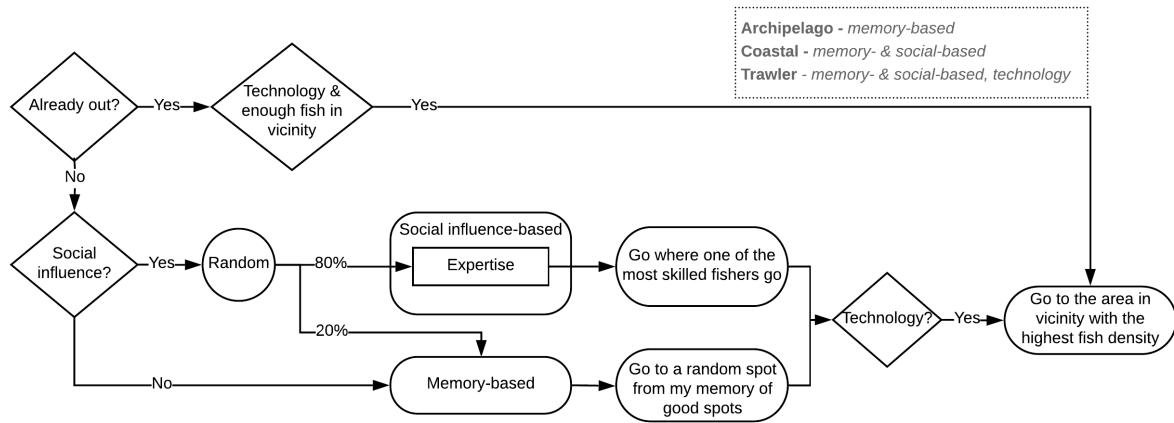 Archipelago - memory-based
Coastal - memory- & social-based
Trawler - memory- & social-based, technology
Already out?
Yes
Technology &
enough fish in
vicinity
Yes
No
Social
influence?
Yes
Random
80%
Social influence-based
Expertise
Go where one of the
most skilled fishers go
20%
No
Memory-based
Go to a random spot
from my memory of
good spots
Technology?
Yes
Go to the area in
vicinity with the
highest fish density